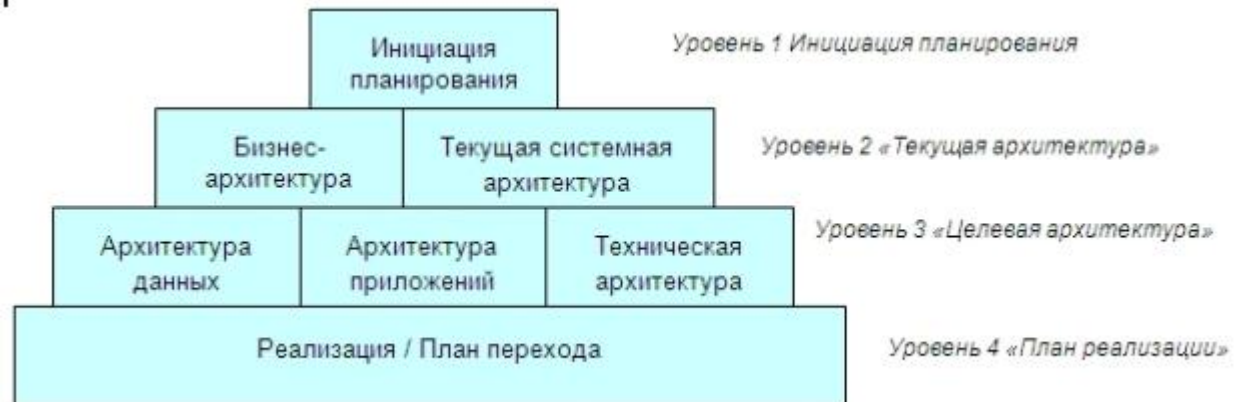 Инициация
планирования
Уровень 1 Инициация планирования
Бизнес-
архитектура
Текущая системная
архитектура
Уровень 2 «Текущая архитектура»
Архитектура
данных
Архитектура
приложений
Техническая
архитектура
Уровень 3 «Целевая архитектура»
Реализация / План перехода
Уровень 4 «План реализации»